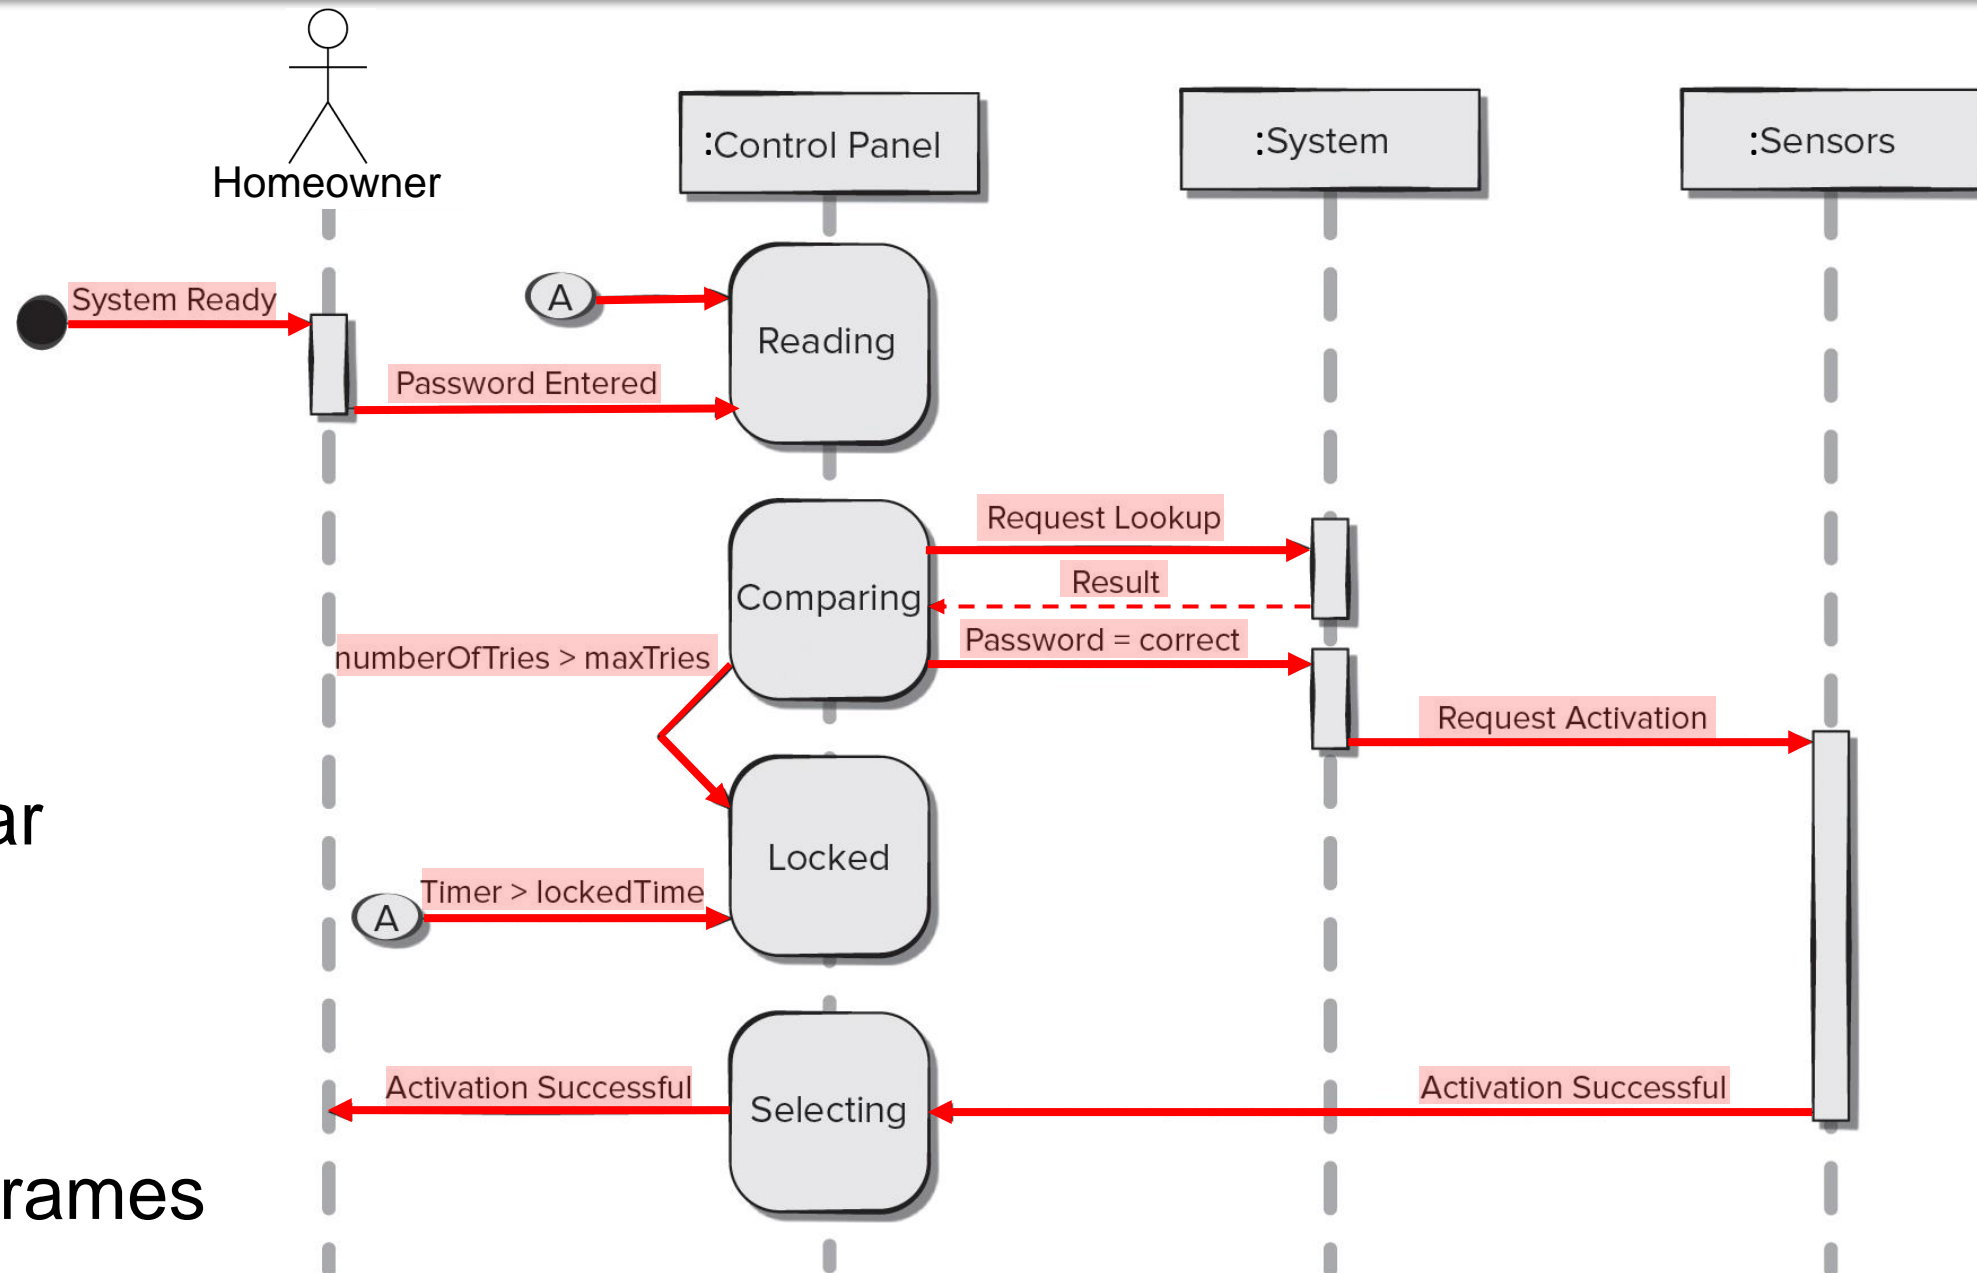 Homeowner
:Control Panel
:System
:Sensors
System Ready
A
Reading
Password Entered
Request Lookup
Result
Comparing
Password = correct
numberOfTries > maxTries
Request Activation
ar
Locked
Timer > lockedTime
A
Activation Successful
Selecting
Activation Successful
rames